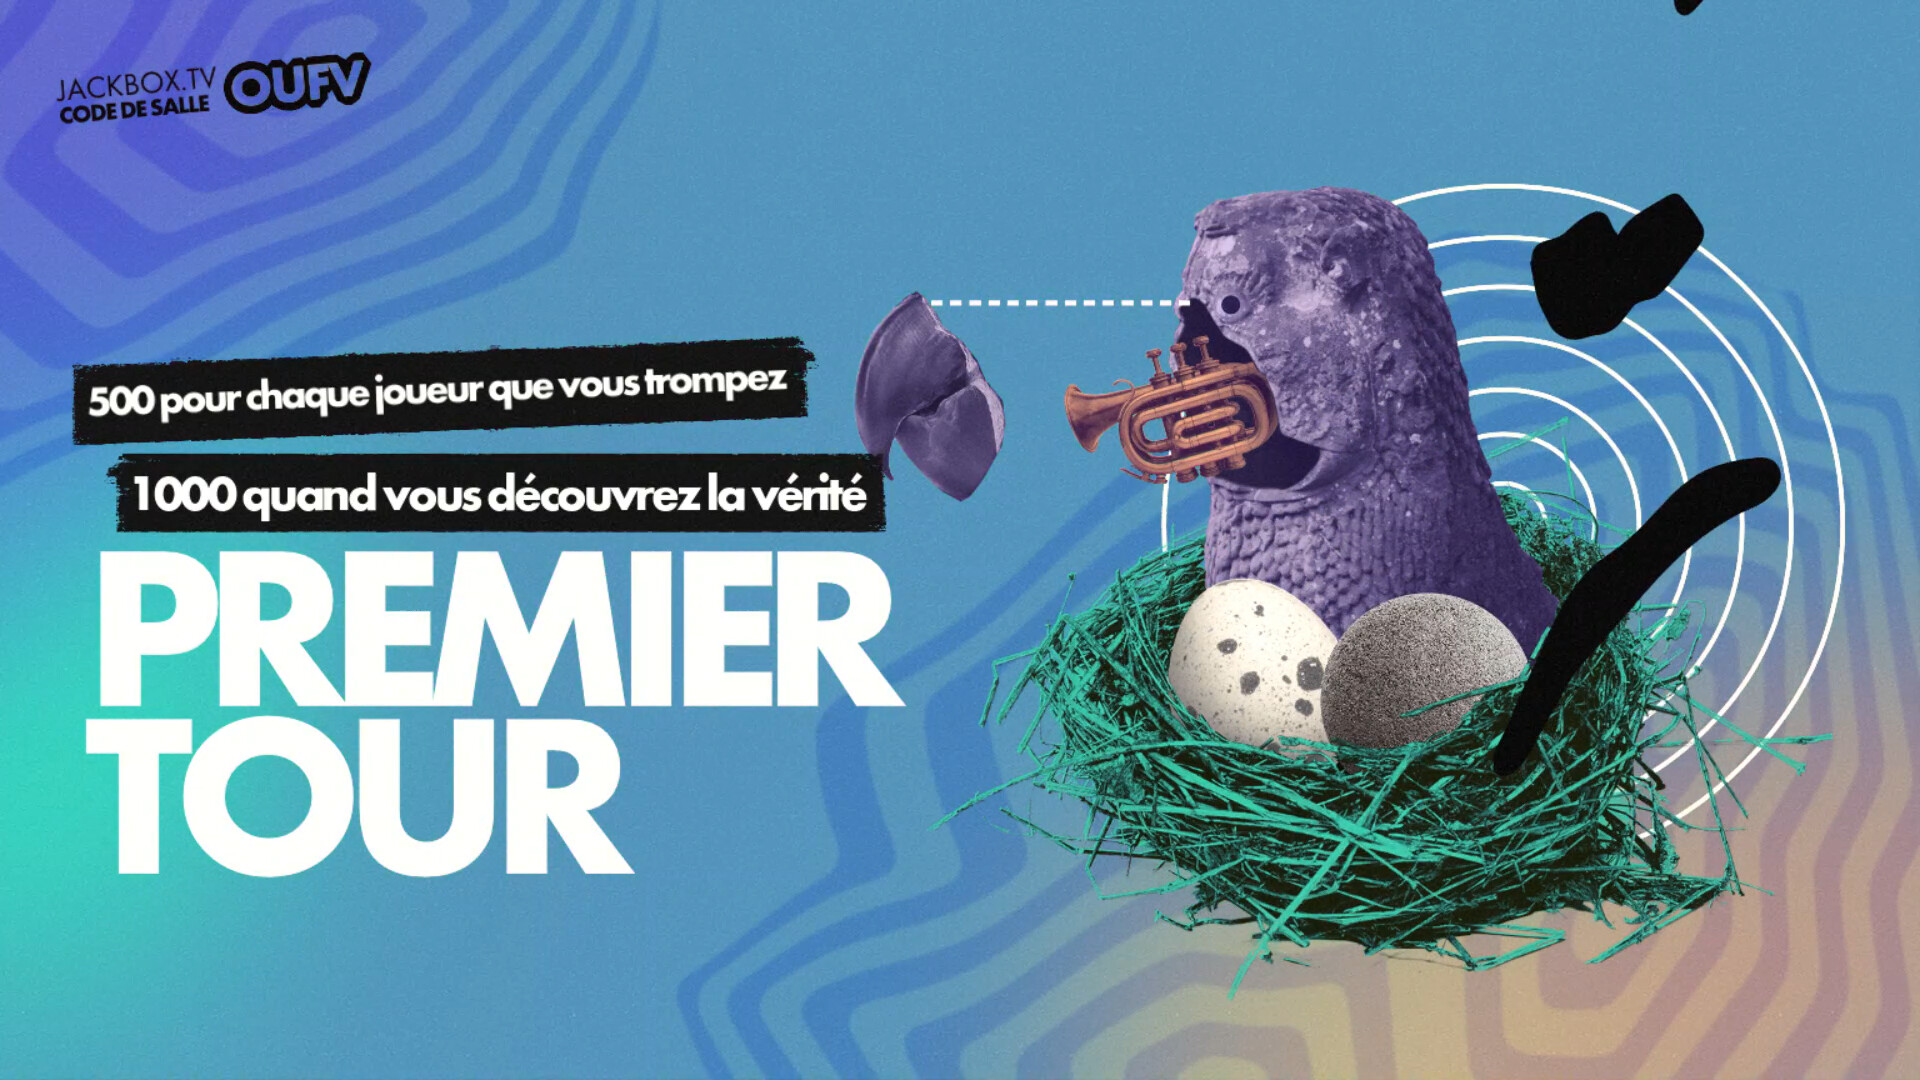 JACKBOX.TV
CODE DE SALLE
OUFV
500 pour chaque joueur que vous trompez
1000 quand vous découvrez la vérité
PREMIER
TOUR